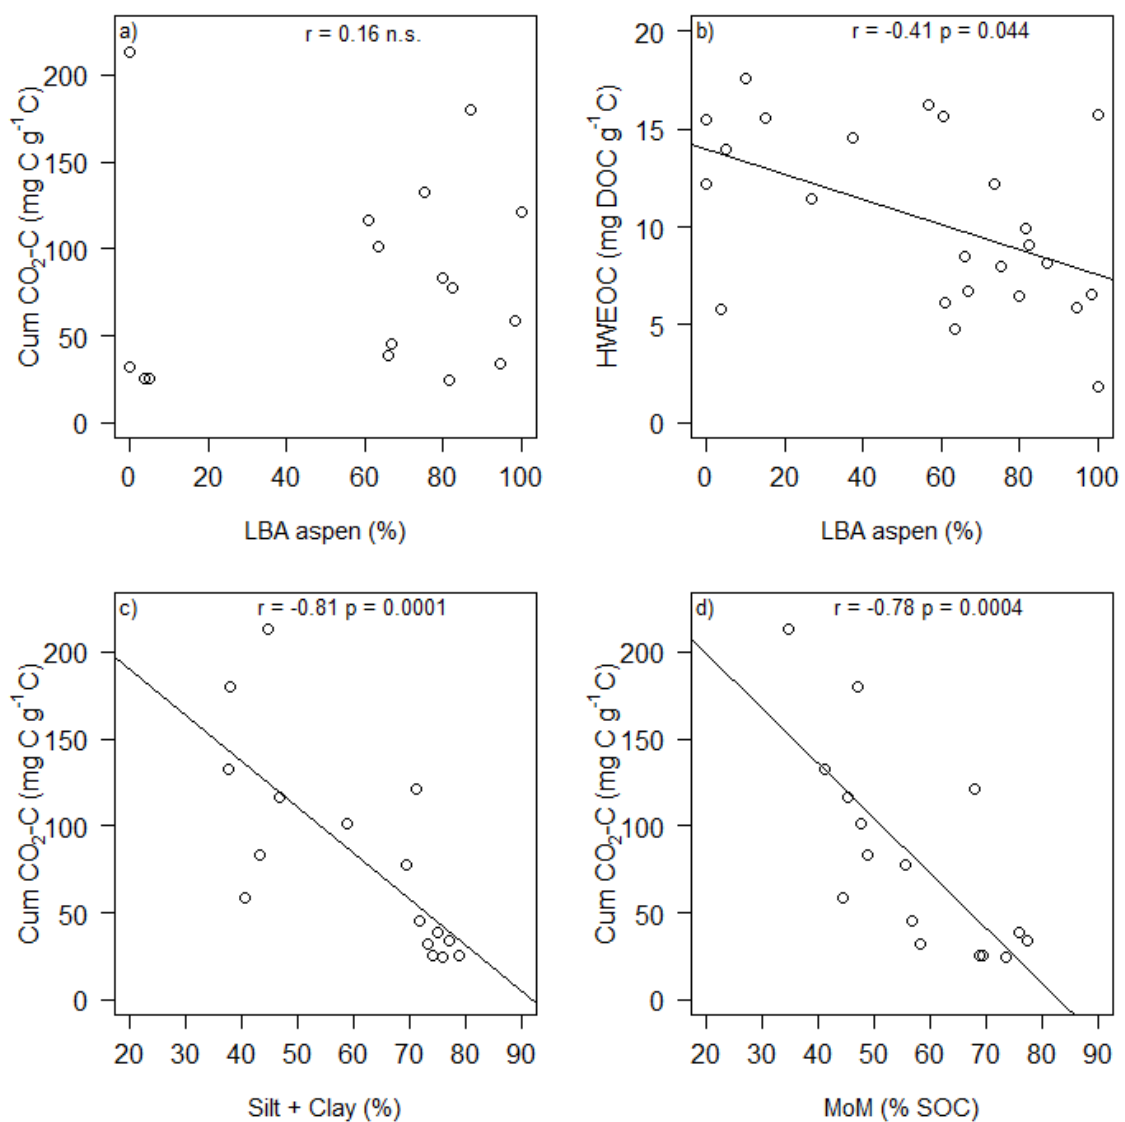 a) r = 0.16 n.s.
Cum CO₂-C (mg C g⁻¹C)
200
150
100
50
0
0 20 40 60 80 100
LBA aspen (%)
b) r = -0.41 p = 0.044
HWEOC (mg DOC g⁻¹C)
20
15
10
5
0
0 20 40 60 80 100
LBA aspen (%)
c) r = -0.81 p = 0.0001
Cum CO₂-C (mg C g⁻¹C)
200
150
100
50
0
20 30 40 50 60 70 80 90
Silt + Clay (%)
d) r = -0.78 p = 0.0004
Cum CO₂-C (mg C g⁻¹C)
200
150
100
50
0
20 30 40 50 60 70 80 90
MoM (% SOC)